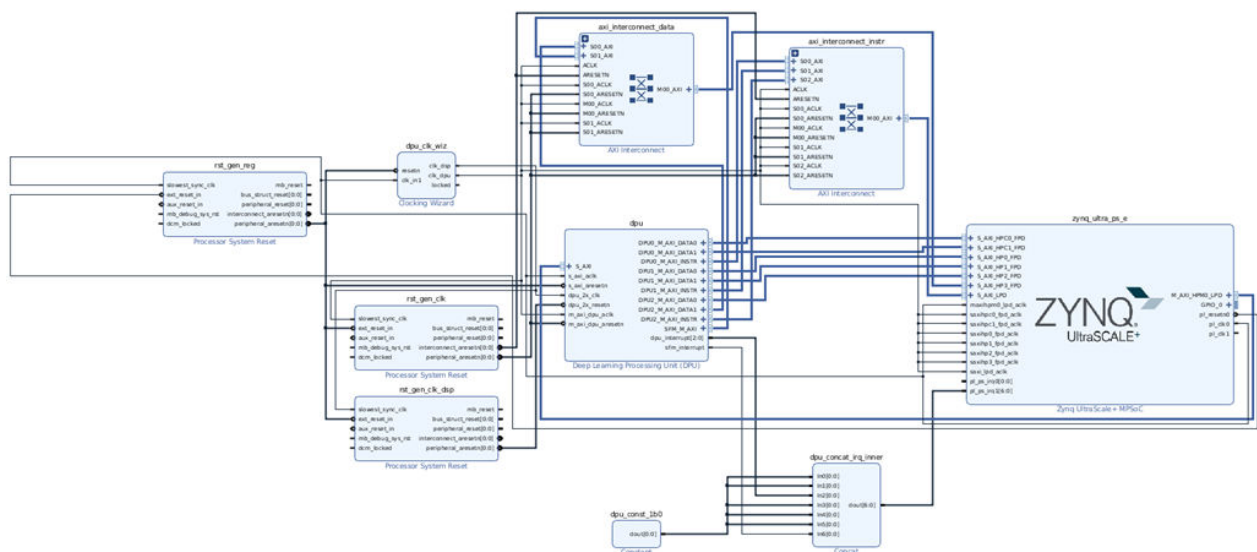 axi_interconnect_data
S00_AXI
S01_AXI
ACLK
ARESETN
S00_ACLK
S00_ARESETN
M00_ACLK
M00_ARESETN
S01_ACLK
S01_ARESETN
M00_AXI
AXI Interconnect
axi_interconnect_instr
S00_AXI
S01_AXI
S02_AXI
ACLK
ARESETN
S00_ACLK
S00_ARESETN
M00_ACLK
M00_ARESETN
S01_ACLK
S01_ARESETN
S02_ACLK
S02_ARESETN
M00_AXI
AXI Interconnect
dpu_clk_wiz
resetn
clk_in1
clk_dsp
clk_dpu
locked
Clocking Wizard
rst_gen_reg
slowest_sync_clk
ext_reset_in
aux_reset_in
mb_debug_sys_rst
dcm_locked
mb_reset
bus_struct_reset[0:0]
peripheral_reset[0:0]
interconnect_aresetn[0:0]
peripheral_aresetn[0:0]
Processor System Reset
dpu
S_AXI
s_axi_aclk
s_axi_aresetn
dpu_2x_clk
dpu_2x_resetn
m_axi_dpu_aclk
m_axi_dpu_aresetn
DPU0_M_AXI_DATA0
DPU0_M_AXI_DATA1
DPU0_M_AXI_INSTR
DPU1_M_AXI_DATA0
DPU1_M_AXI_DATA1
DPU1_M_AXI_INSTR
DPU2_M_AXI_DATA0
DPU2_M_AXI_DATA1
DPU2_M_AXI_INSTR
SFM_M_AXI
dpu_interrupt[2:0]
sfm_interrupt
Deep Learning Processing Unit (DPU)
zynq_ultra_ps_e
S_AXI_HPC0_FPD
S_AXI_HPC1_FPD
S_AXI_HP0_FPD
S_AXI_HP1_FPD
S_AXI_HP2_FPD
S_AXI_HP3_FPD
S_AXI_LPD
maxihpm0_lpd_aclk
saxihpc0_fpd_aclk
saxihpc1_fpd_aclk
saxihp0_fpd_aclk
saxihp1_fpd_aclk
saxihp2_fpd_aclk
saxihp3_fpd_aclk
saxi_lpd_aclk
pl_ps_irq0[0:0]
pl_ps_irq1[6:0]
ZYNQ
UltraSCALE+
M_AXI_HPM0_LPD
GPIO_0
pl_resetn0
pl_clk0
pl_clk1
Zynq UltraScale+ MPSoC
rst_gen_clk
slowest_sync_clk
ext_reset_in
aux_reset_in
mb_debug_sys_rst
dcm_locked
mb_reset
bus_struct_reset[0:0]
peripheral_reset[0:0]
interconnect_aresetn[0:0]
peripheral_aresetn[0:0]
Processor System Reset
rst_gen_clk_dsp
slowest_sync_clk
ext_reset_in
aux_reset_in
mb_debug_sys_rst
dcm_locked
mb_reset
bus_struct_reset[0:0]
peripheral_reset[0:0]
interconnect_aresetn[0:0]
peripheral_aresetn[0:0]
Processor System Reset
dpu_concat_irq_inner
In0[0:0]
In1[0:0]
In2[0:0]
In3[0:0]
In4[0:0]
In5[0:0]
In6[0:0]
dout[6:0]
Concat
dpu_const_1b0
dout[0:0]